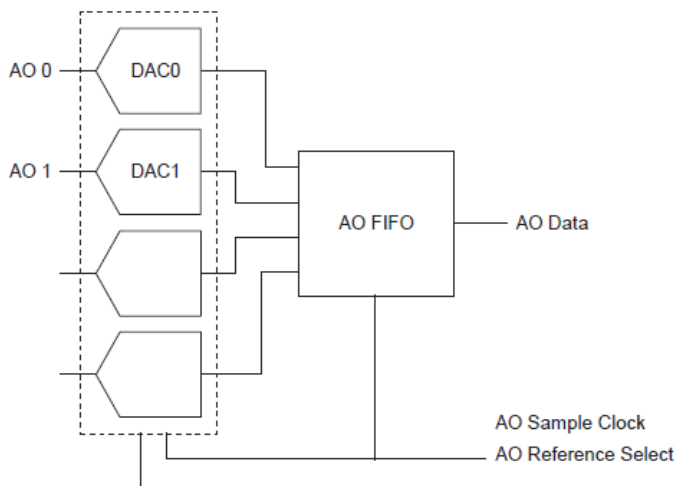 AO 0
DAC0
AO 1
DAC1
AO FIFO
AO Data
AO Sample Clock
AO Reference Select